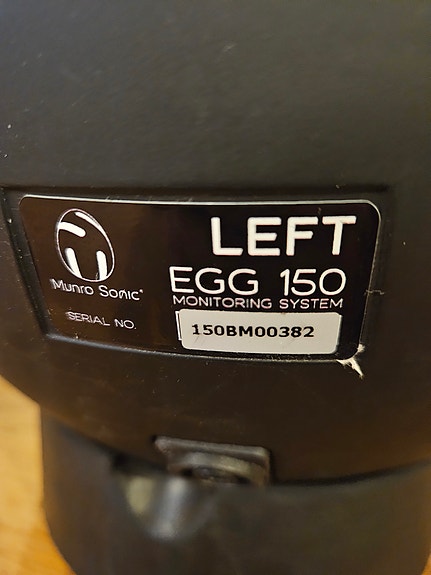 LEFT
Munro Sonic®
EGG 150
MONITORING SYSTEM
SERIAL NO.
150BM00382